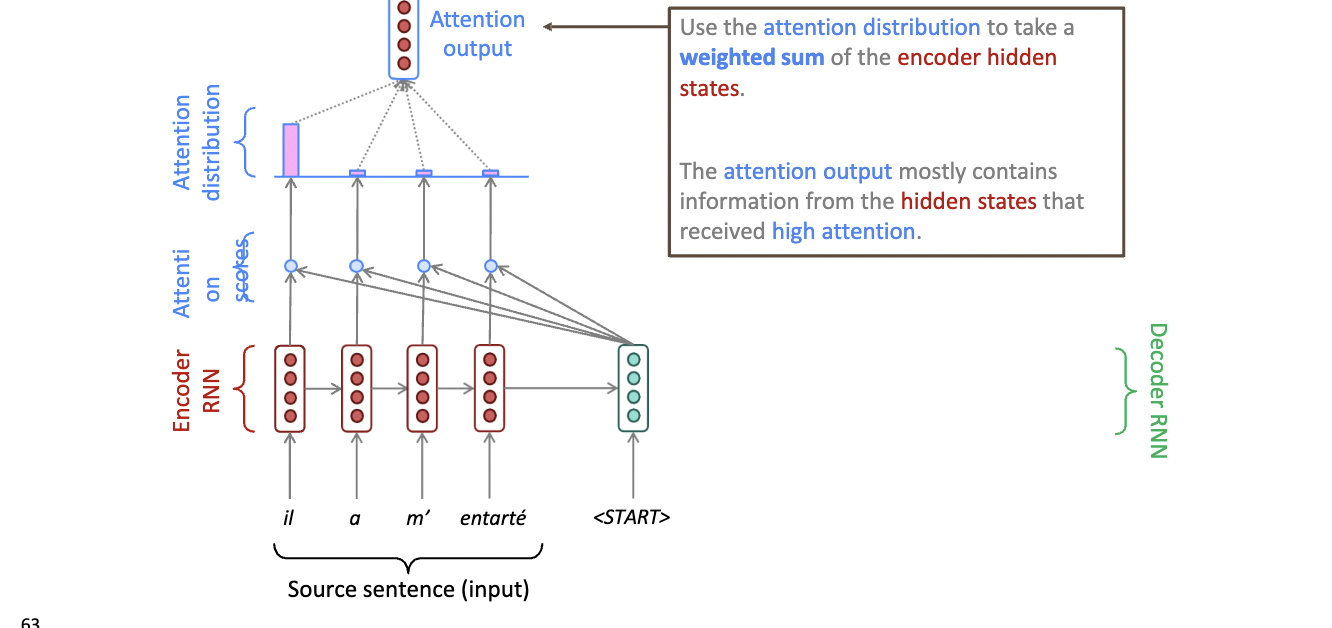 Attention
output
Use the attention distribution to take a
weighted sum of the encoder hidden
states.
The attention output mostly contains
information from the hidden states that
received high attention.
Attention
distribution
Attenti
on
scores
Encoder
RNN
Decoder RNN
il a m’ entarté <START>
Source sentence (input)
63